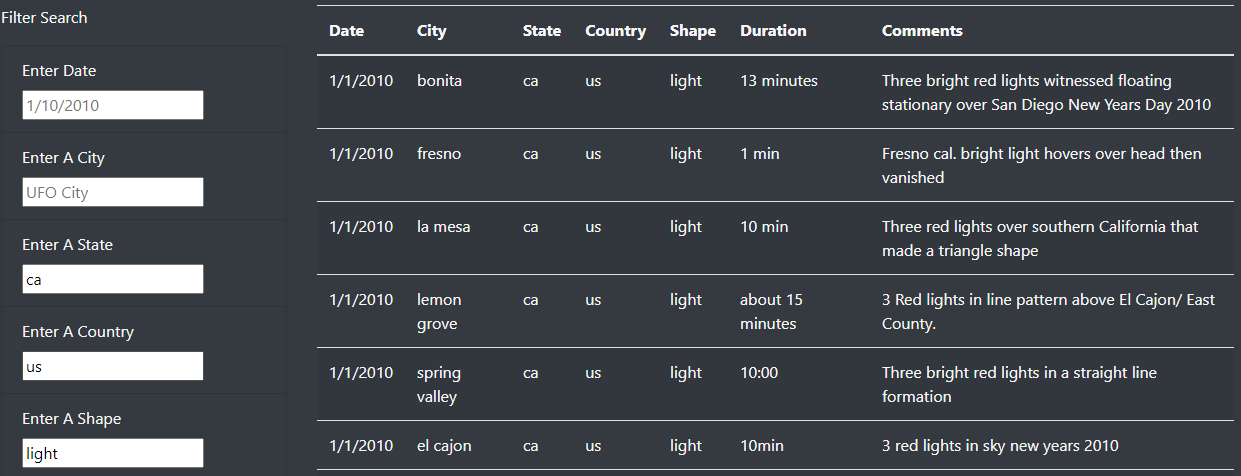 Filter Search
Enter Date
1/10/2010
Enter A City
UFO City
Enter A State
ca
Enter A Country
us
Enter A Shape
light
Date City State Country Shape Duration Comments
1/1/2010 bonita ca us light 13 minutes Three bright red lights witnessed floating
stationary over San Diego New Years Day 2010
1/1/2010 fresno ca us light 1 min Fresno cal. bright light hovers over head then
vanished
1/1/2010 la mesa ca us light 10 min Three red lights over southern California that
made a triangle shape
1/1/2010 lemon ca us light about 15 3 Red lights in line pattern above El Cajon/ East
grove minutes County.
1/1/2010 spring ca us light 10:00 Three bright red lights in a straight line
valley formation
1/1/2010 el cajon ca us light 10min 3 red lights in sky new years 2010